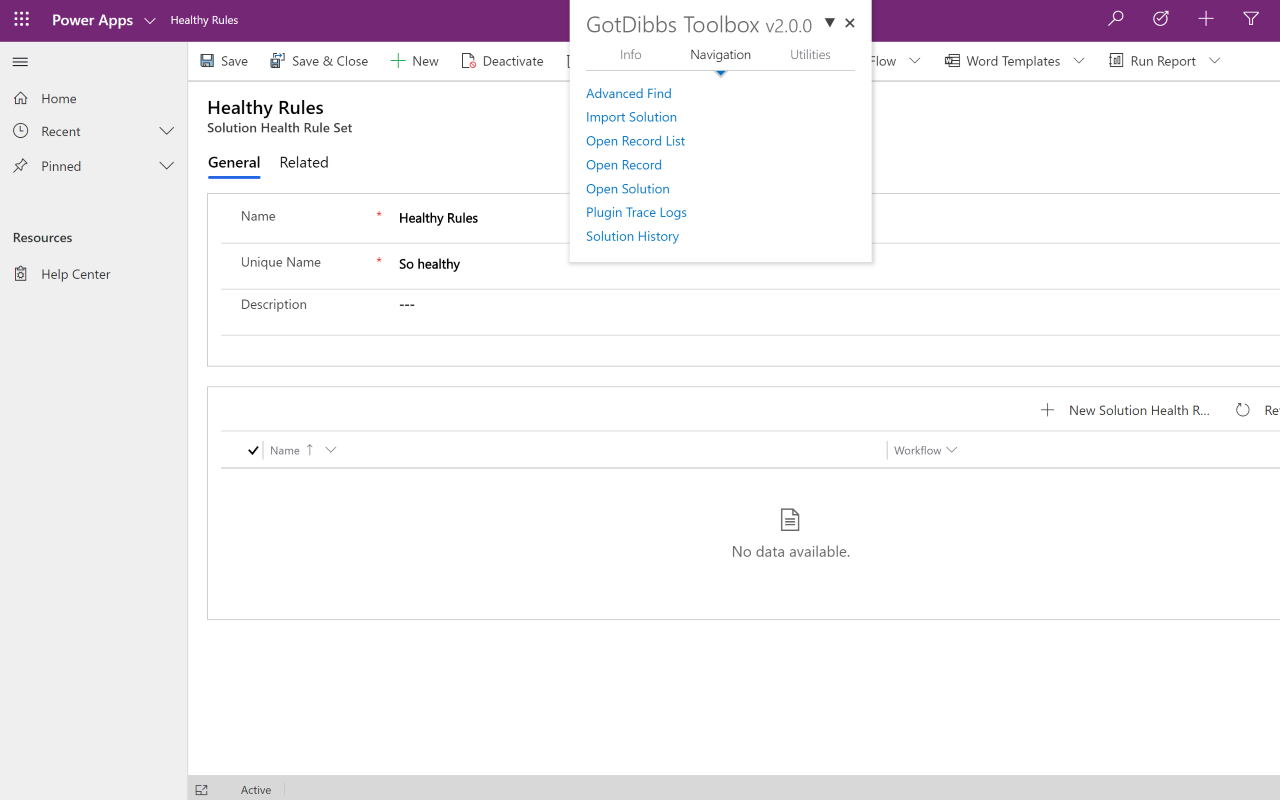 Power Apps Healthy Rules
GotDibbs Toolbox v2.0.0
Info Navigation Utilities
Advanced Find
Import Solution
Open Record List
Open Record
Open Solution
Plugin Trace Logs
Solution History
Save Save & Close New Deactivate Flow Word Templates Run Report
Home
Recent
Pinned
Resources
Help Center
Healthy Rules
Solution Health Rule Set
General Related
Name * Healthy Rules
Unique Name * So healthy
Description ---
New Solution Health R... Re
Name Workflow
No data available.
Active